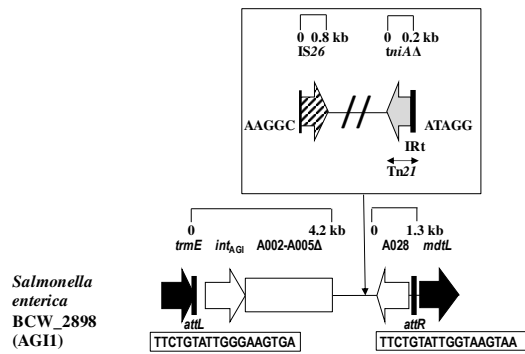 0 0.8 kb 0 0.2 kb
IS26 tniAΔ
AAGGC ATAGG
IRt
Tn21
0 4.2 kb 0 1.3 kb
trmE intAGI A002-A005Δ A028 mdtL
Salmonella
enterica
BCW_2898
(AGI1)
attL attR
TTCTGTATTGGGAAGTGA TTCTGTATTGGTAAGTAA